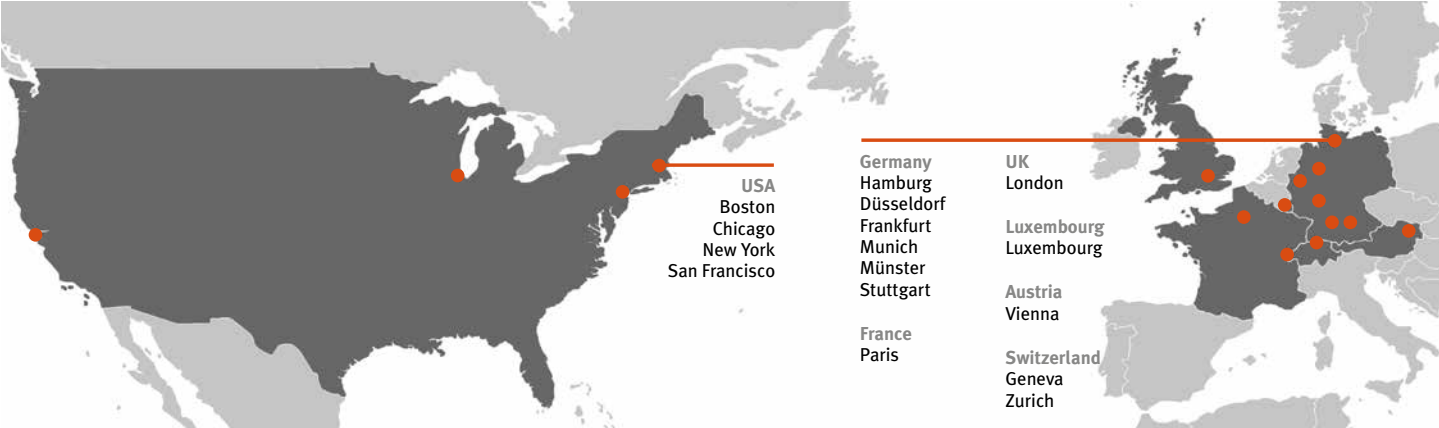 USA
Boston
Chicago
New York
San Francisco
Germany
Hamburg
Düsseldorf
Frankfurt
Munich
Münster
Stuttgart
France
Paris
UK
London
Luxembourg
Luxembourg
Austria
Vienna
Switzerland
Geneva
Zurich